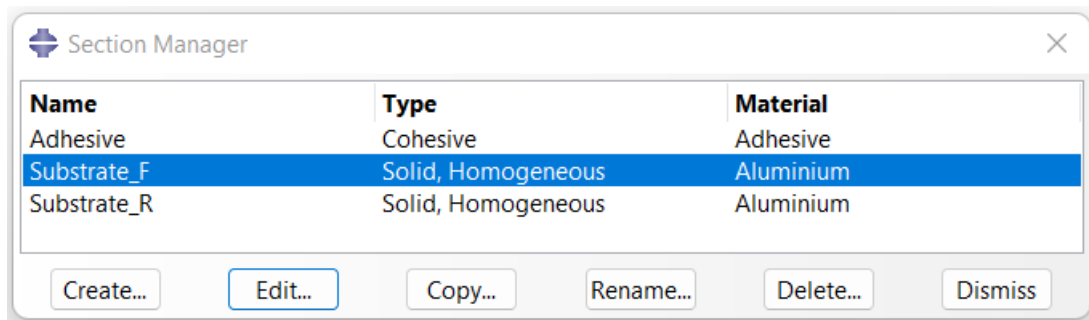 Section Manager
Name Type Material
Adhesive Cohesive Adhesive
Substrate_F Solid, Homogeneous Aluminium
Substrate_R Solid, Homogeneous Aluminium
Create... Edit... Copy... Rename... Delete... Dismiss